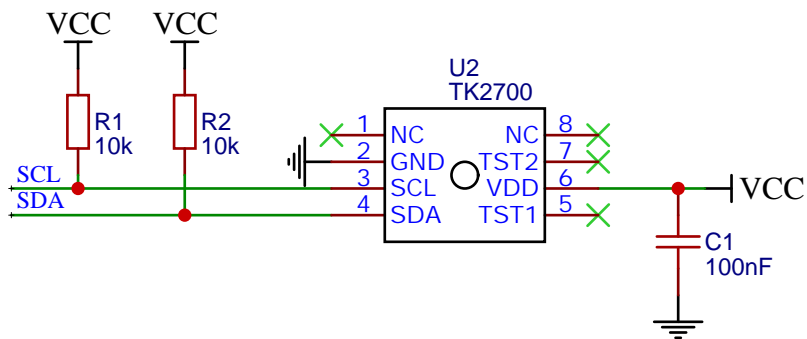 VCC
VCC
R1
10k
R2
10k
SCL
SDA
U2
TK2700
1 NC
2 GND
3 SCL
4 SDA
NC 8
TST2 7
VDD 6
TST1 5
VCC
C1
100nF